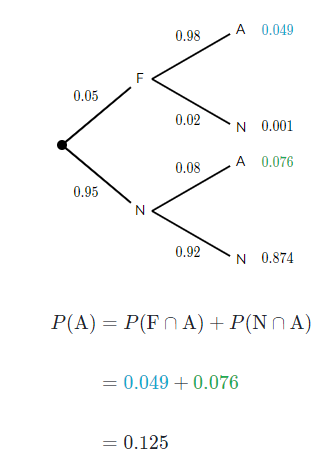 0.98 A 0.049
F
0.05
0.02 N 0.001
0.08 A 0.076
0.95
N
0.92 N 0.874
P(A) = P(F ∩ A) + P(N ∩ A)
= 0.049 + 0.076
= 0.125